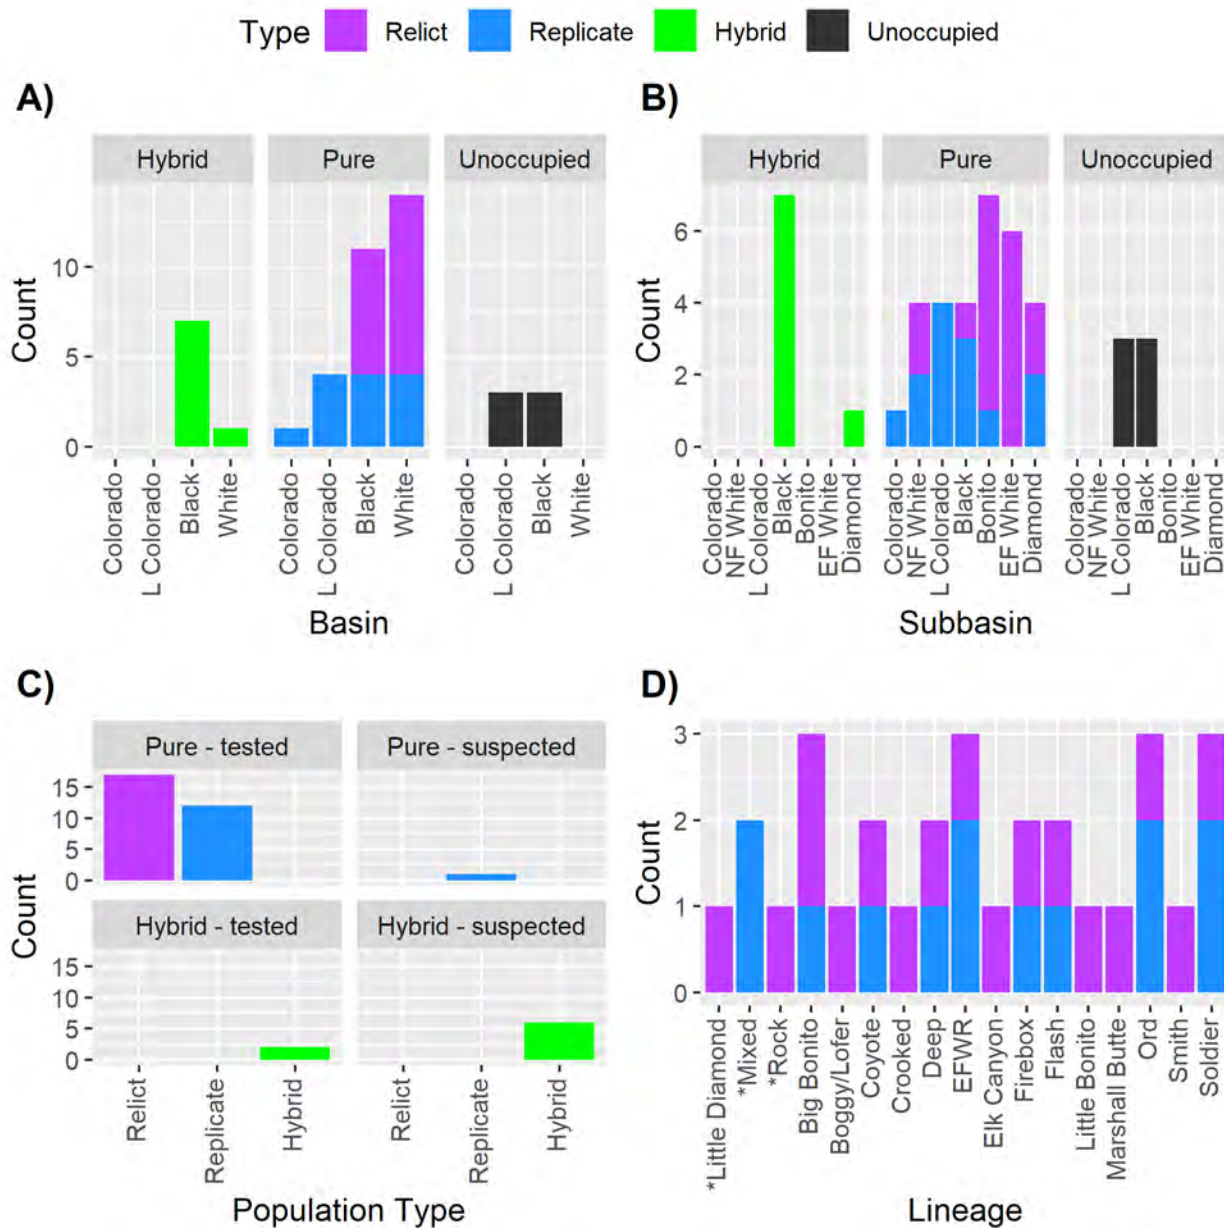 Type Relict Replicate Hybrid Unoccupied
A)
Hybrid Pure Unoccupied
Count
10
5
0
Colorado L Colorado Black White Colorado L Colorado Black White Colorado L Colorado Black White
Basin
B)
Hybrid Pure Unoccupied
Count
6
4
2
0
Colorado NF White L Colorado Black Bonito EF White Diamond Colorado NF White L Colorado Black Bonito EF White Diamond Colorado NF White L Colorado Black Bonito EF White Diamond
Subbasin
C)
Pure - tested Pure - suspected
Count
15
10
5
0
Hybrid - tested Hybrid - suspected
15
10
5
0
Relict Replicate Hybrid Relict Replicate Hybrid
Population Type
D)
Count
3
2
1
0
*Little Diamond *Mixed *Rock Big Bonito Boggy/Lofer Coyote Crooked Deep EFWR Elk Canyon Firebox Flash Little Bonito Marshall Butte Ord Smith Soldier
Lineage